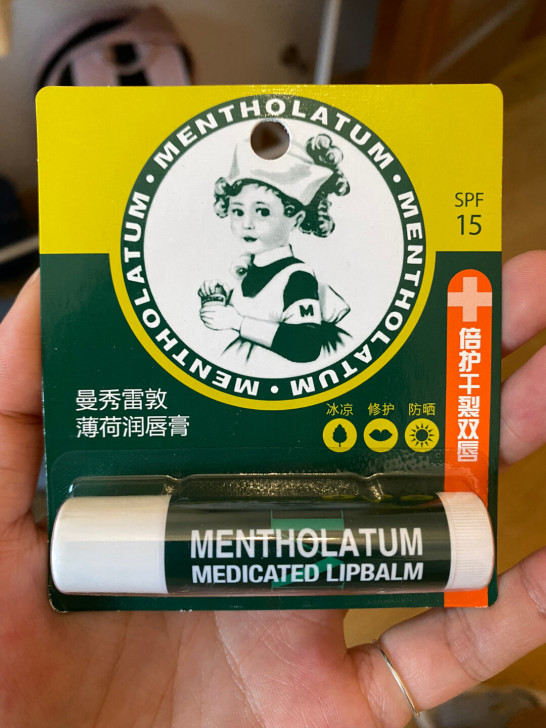 MENTHOLATUM • MENTHOLATUM • MENTHOLATUM • MENTHOLATUM •
M
SPF
15
倍护干裂双唇
曼秀雷敦
薄荷润唇膏
冰凉 修护 防晒
MENTHOLATUM
MEDICATED LIPBALM